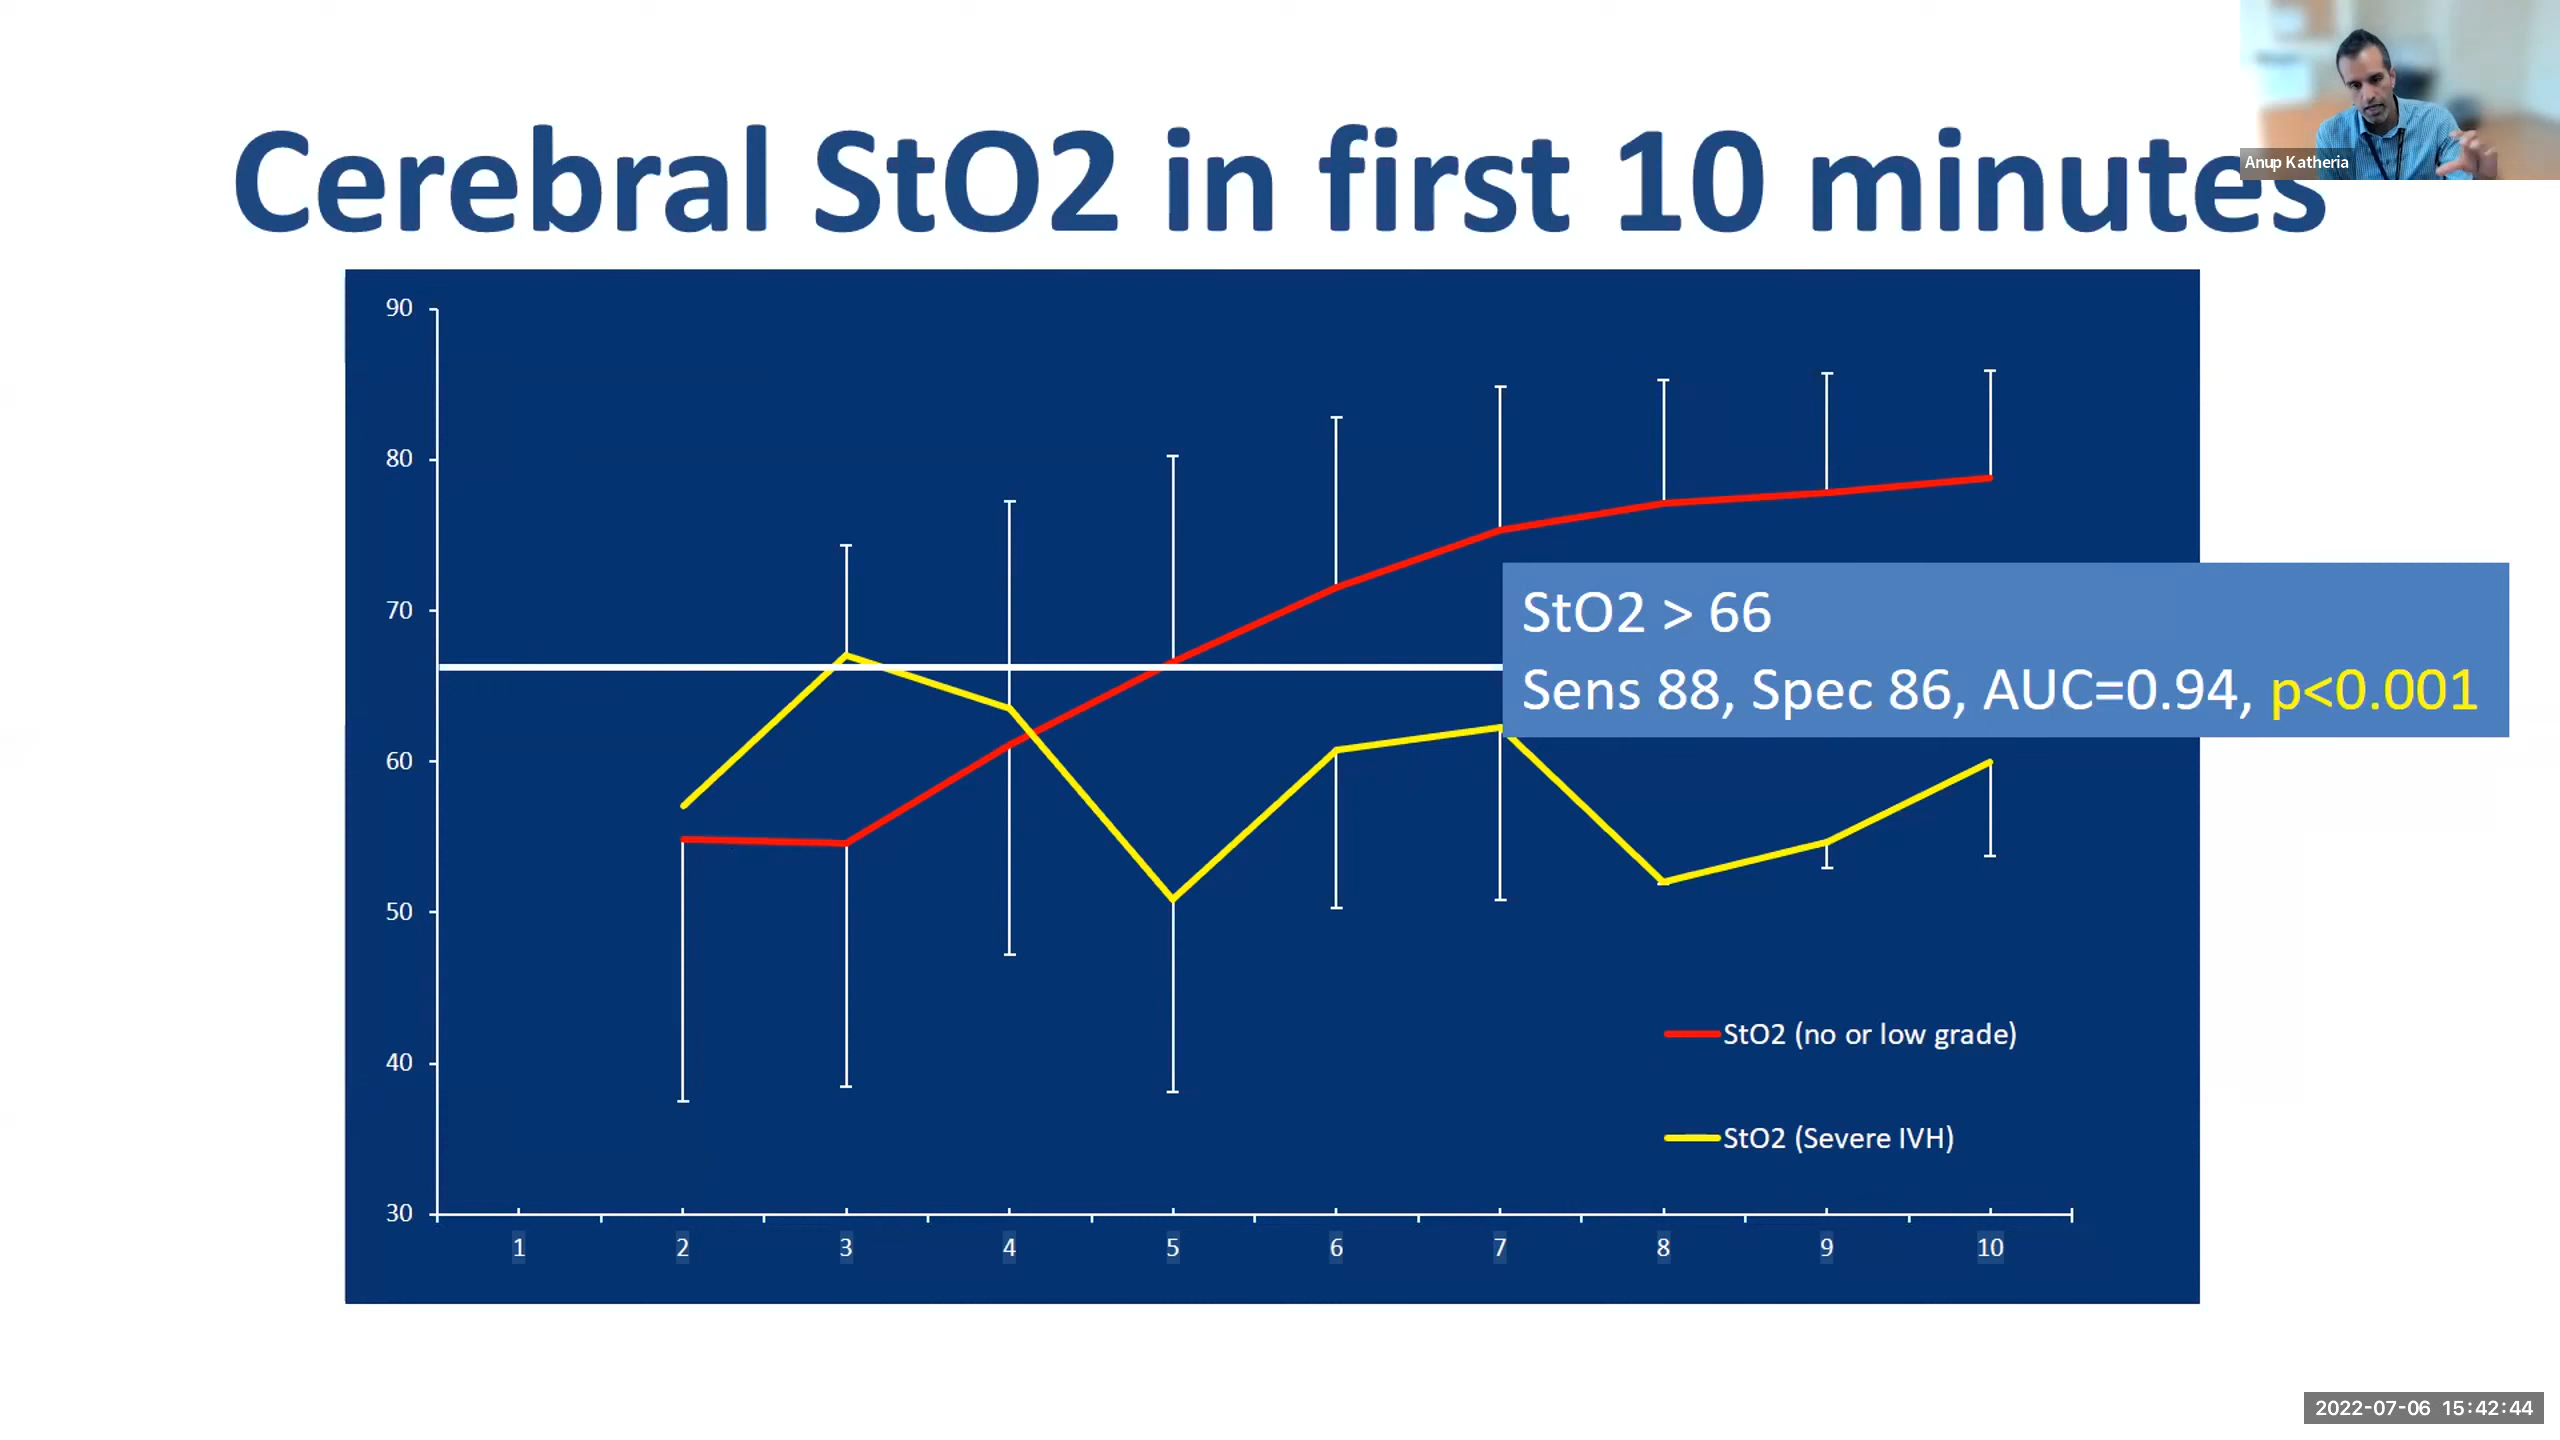 Anup Katheria
Cerebral StO2 in first 10 minutes
90
80
70
60
50
40
30
StO2 > 66
Sens 88, Spec 86, AUC=0.94, p<0.001
StO2 (no or low grade)
StO2 (Severe IVH)
1 2 3 4 5 6 7 8 9 10
2022-07-06 15:42:44